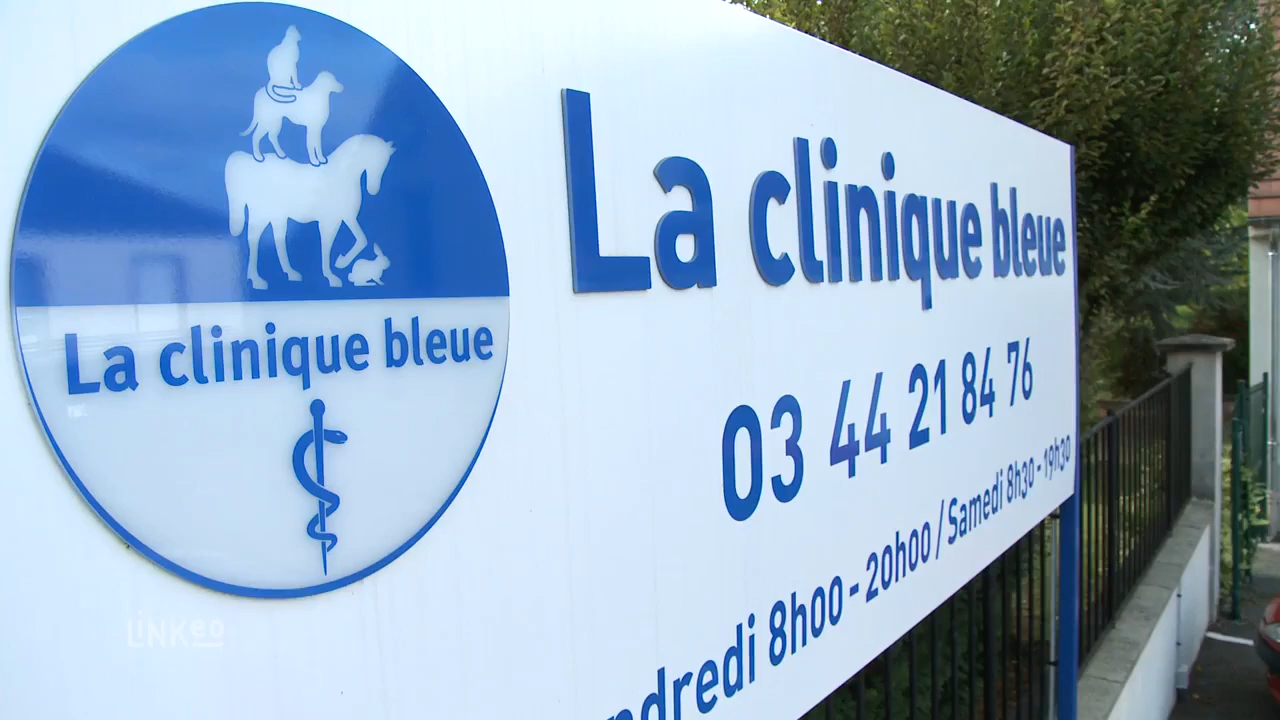 La clinique bleue
La clinique bleue
03 44 21 84 76
ndredi 8h00 - 20h00 / Samedi 8h30 - 19h30
LiNKeo